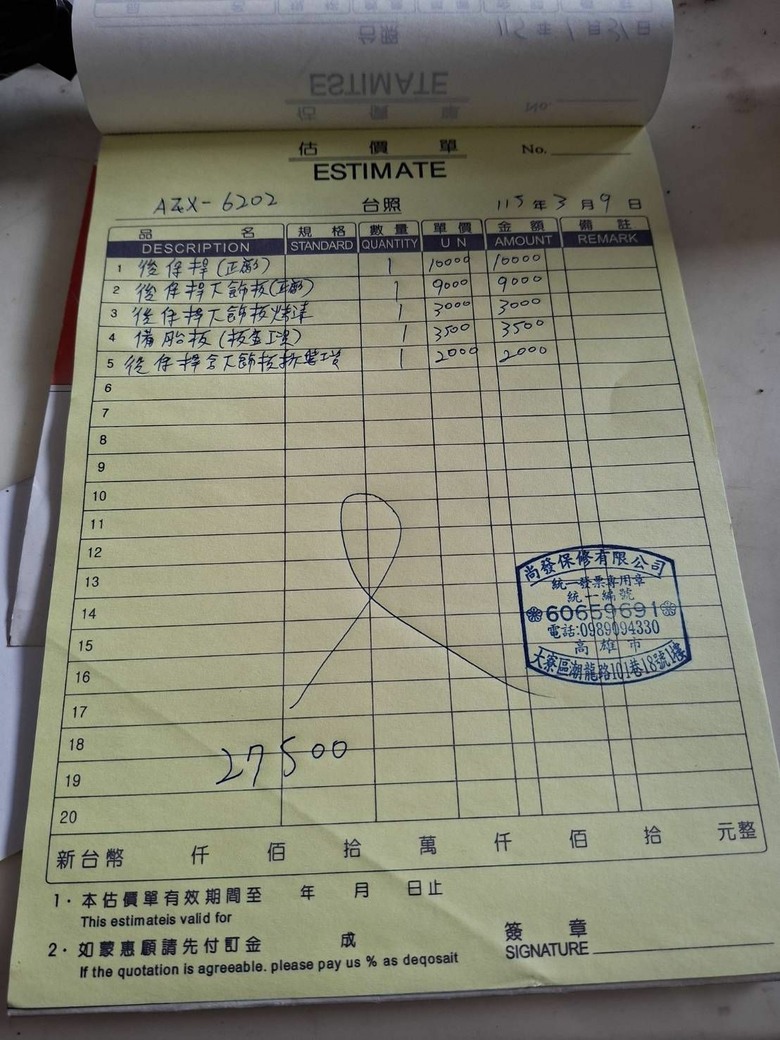 估價單 No.
ESTIMATE
AZX-6202 台照 115年3月9日
品名 規格 數量 單價 金額 備註
DESCRIPTION STANDARD QUANTITY U N AMOUNT REMARK
1 後保桿(正廠) 1 10000 10000
2 後保桿下飾板(正廠) 1 9000 9000
3 後保桿下飾板烤漆 1 3000 3000
4 備胎板(板金工資) 1 3500 3500
5 後保桿含下飾板拆裝工資 1 2000 2000
6
7
8
9
10
11
12
13
14
15
16
17
18
19
20
尚發保修有限公司
統一發票專用章
統一編號
60659691
電話:0989094330
高雄市
大寮區潮龍路101巷18號1樓
27500
新台幣 仟 佰 拾 萬 仟 佰 拾 元整
1.本估價單有效期間至 年 月 日止
This estimateis valid for
2.如蒙惠顧請先付訂金 成
If the quotation is agreeable. please pay us % as deqosait
簽章
SIGNATURE